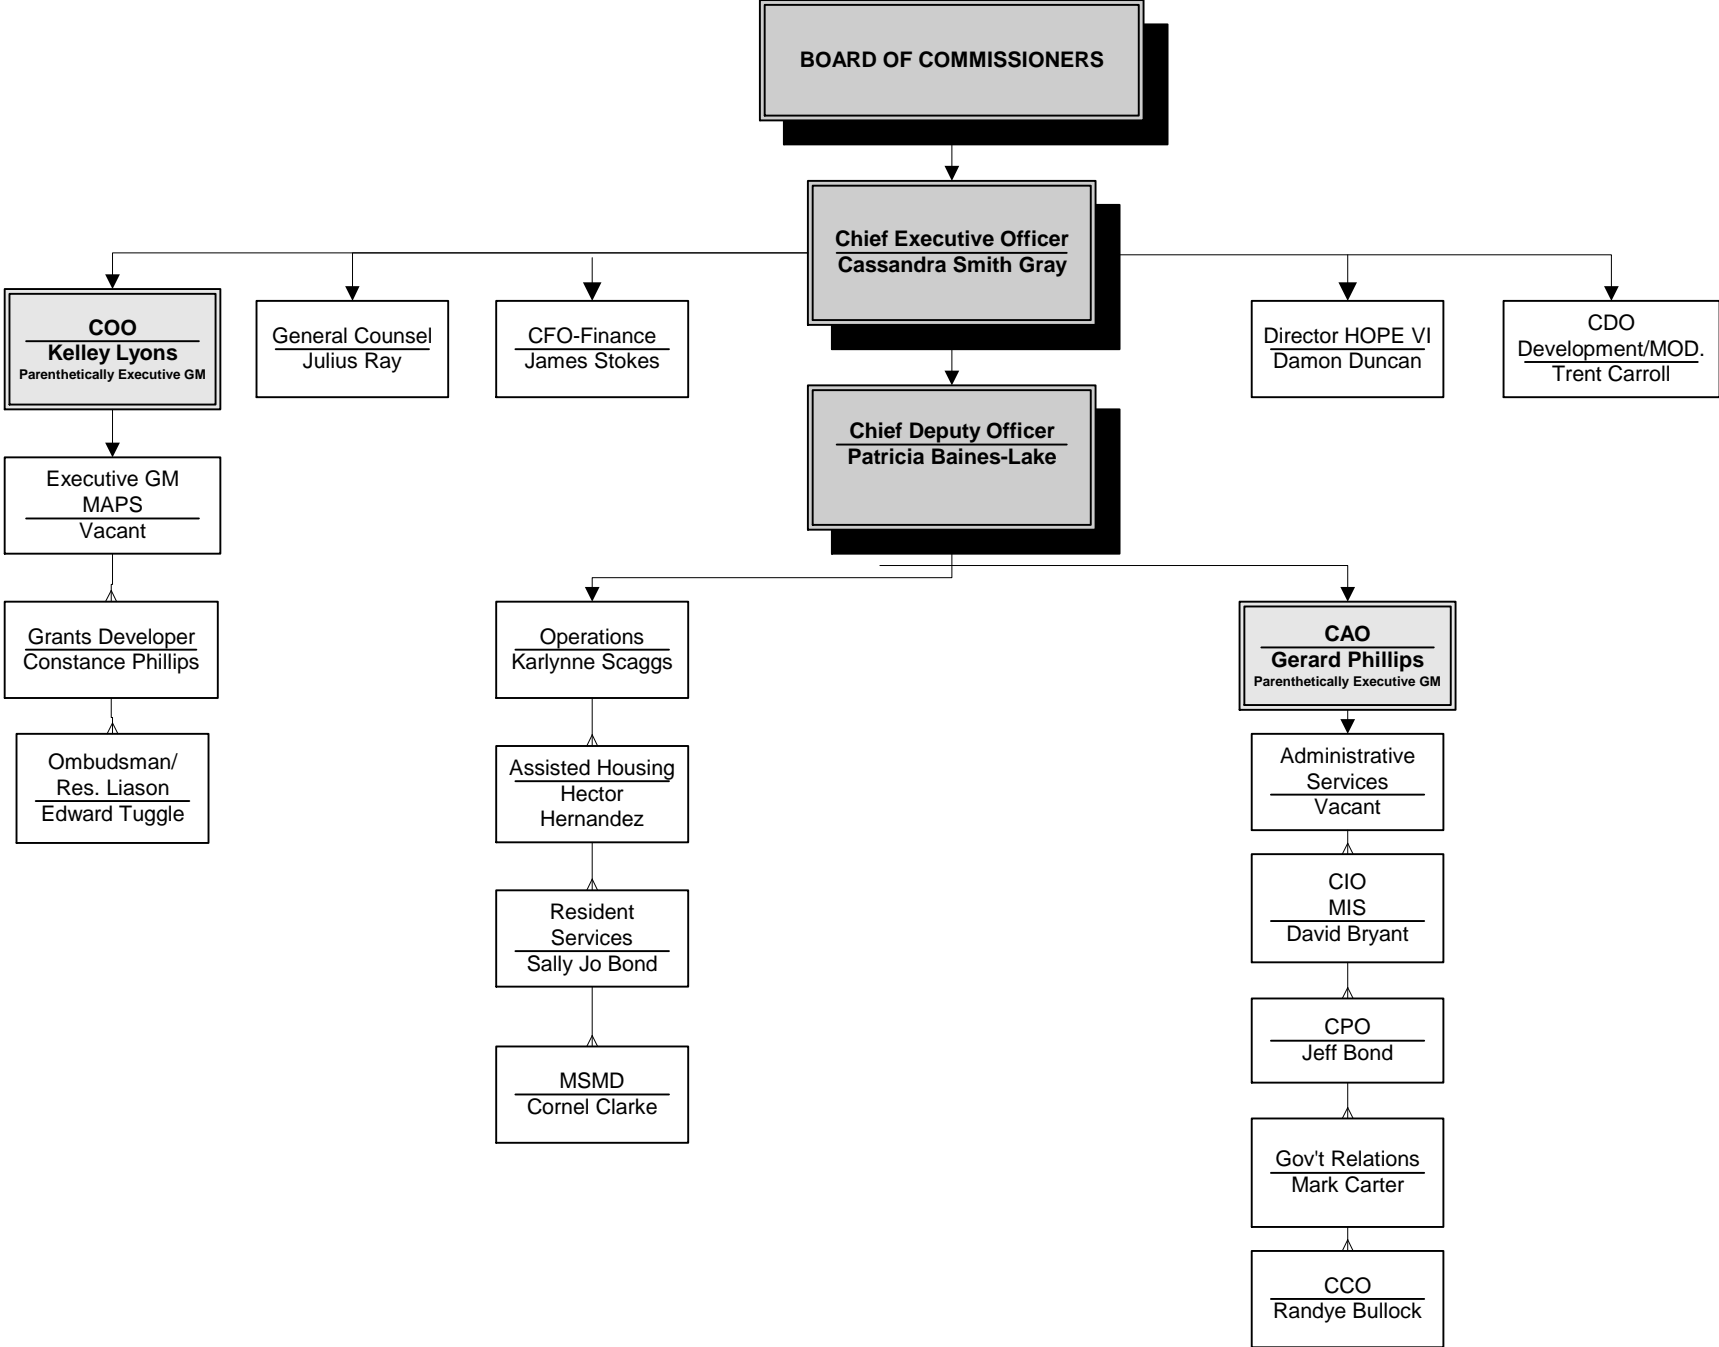 BOARD OF COMMISSIONERS
Chief Executive Officer
Cassandra Smith Gray
COO
Kelley Lyons
Parenthetically Executive GM
General Counsel
Julius Ray
CFO-Finance
James Stokes
Director HOPE VI
Damon Duncan
CDO
Development/MOD.
Trent Carroll
Chief Deputy Officer
Patricia Baines-Lake
Executive GM
MAPS
Vacant
Grants Developer
Constance Phillips
Ombudsman/
Res. Liason
Edward Tuggle
Operations
Karlynne Scaggs
Assisted Housing
Hector
Hernandez
Resident
Services
Sally Jo Bond
MSMD
Cornel Clarke
CAO
Gerard Phillips
Parenthetically Executive GM
Administrative
Services
Vacant
CIO
MIS
David Bryant
CPO
Jeff Bond
Gov't Relations
Mark Carter
CCO
Randye Bullock